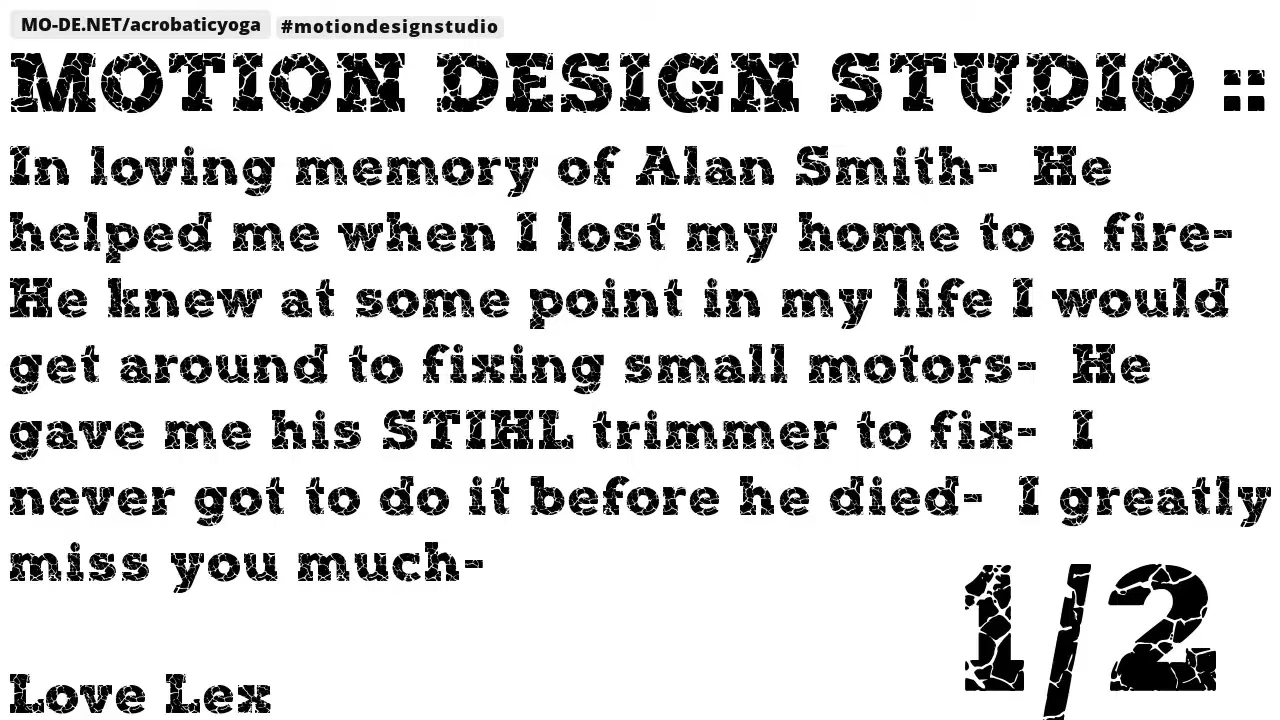 MO-DE.NET/acrobaticyoga #motiondesignstudio
MOTION DESIGN STUDIO ::
In loving memory of Alan Smith-  He
helped me when I lost my home to a fire-
He knew at some point in my life I would
get around to fixing small motors-  He
gave me his STIHL trimmer to fix-  I
never got to do it before he died-  I greatly
miss you much-
Love Lex
1/2